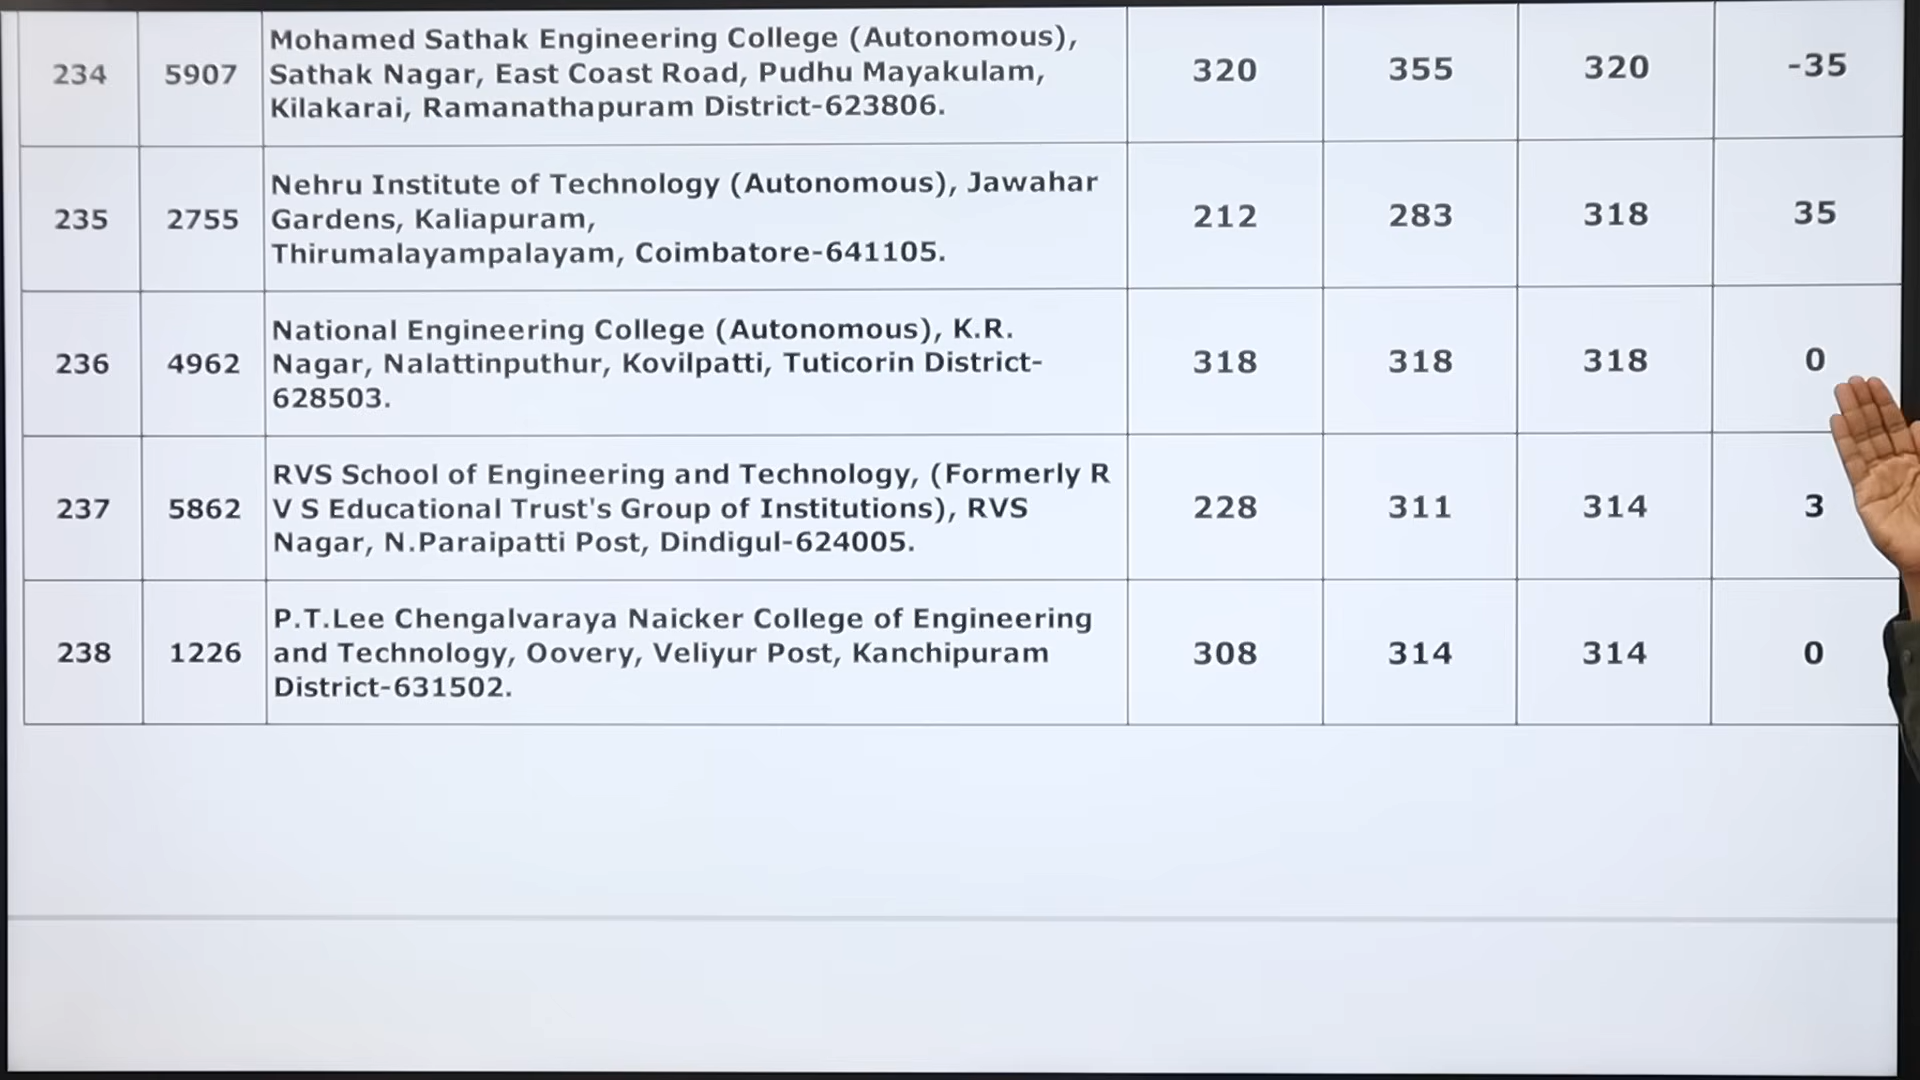 234 5907 Mohamed Sathak Engineering College (Autonomous), 320 355 320 -35
Sathak Nagar, East Coast Road, Pudhu Mayakulam,
Kilakarai, Ramanathapuram District-623806.
235 2755 Nehru Institute of Technology (Autonomous), Jawahar 212 283 318 35
Gardens, Kaliapuram,
Thirumalayampalayam, Coimbatore-641105.
236 4962 National Engineering College (Autonomous), K.R. 318 318 318 0
Nagar, Nalattinputhur, Kovilpatti, Tuticorin District-
628503.
237 5862 RVS School of Engineering and Technology, (Formerly R 228 311 314 3
V S Educational Trust's Group of Institutions), RVS
Nagar, N.Paraipatti Post, Dindigul-624005.
238 1226 P.T.Lee Chengalvaraya Naicker College of Engineering 308 314 314 0
and Technology, Oovery, Veliyur Post, Kanchipuram
District-631502.